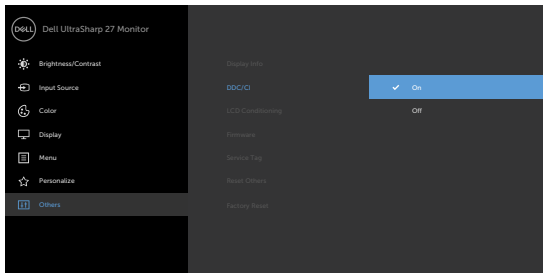 DELL
Dell UltraSharp 27 Monitor
Brightness/Contrast
Display Info
Input Source
DDC/CI
On
Color
LCD Conditioning
Off
Display
Firmware
Menu
Service Tag
Personalize
Reset Others
Others
Factory Reset